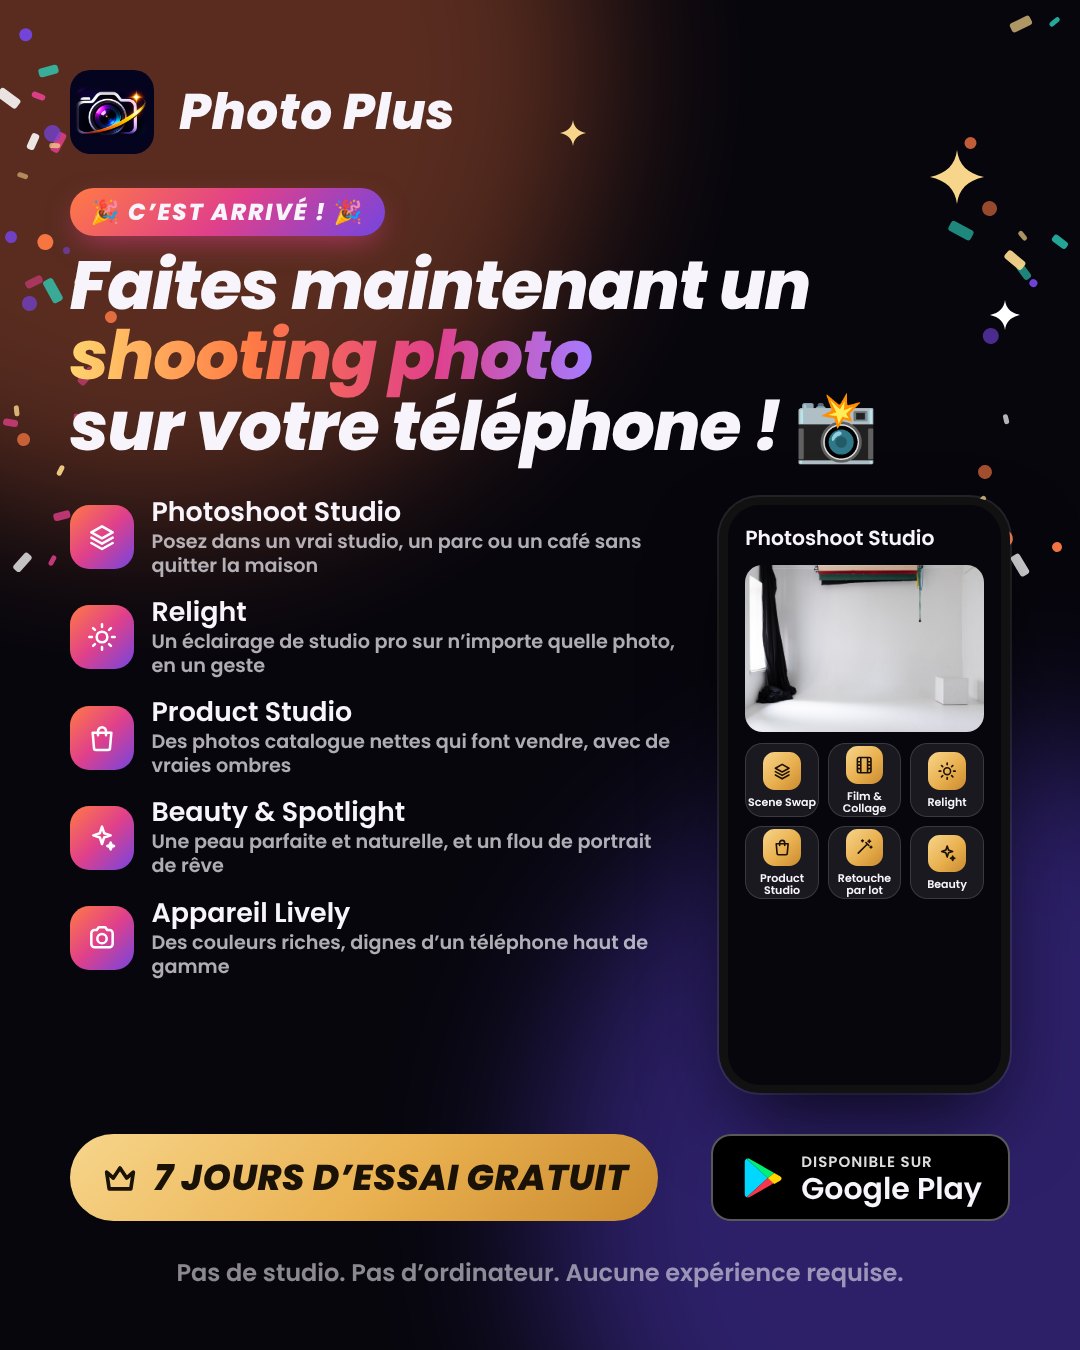 Photo Plus
🎉 C’EST ARRIVÉ ! 🎉
Faites maintenant un
shooting photo
sur votre téléphone ! 📸
Photoshoot Studio
Posez dans un vrai studio, un parc ou un café sans
quitter la maison
Relight
Un éclairage de studio pro sur n’importe quelle photo,
en un geste
Product Studio
Des photos catalogue nettes qui font vendre, avec de
vraies ombres
Beauty & Spotlight
Une peau parfaite et naturelle, et un flou de portrait
de rêve
Appareil Lively
Des couleurs riches, dignes d’un téléphone haut de
gamme
Photoshoot Studio
Scene Swap
Film &
Collage
Relight
Product
Studio
Retouche
par lot
Beauty
7 JOURS D’ESSAI GRATUIT
DISPONIBLE SUR
Google Play
Pas de studio. Pas d’ordinateur. Aucune expérience requise.